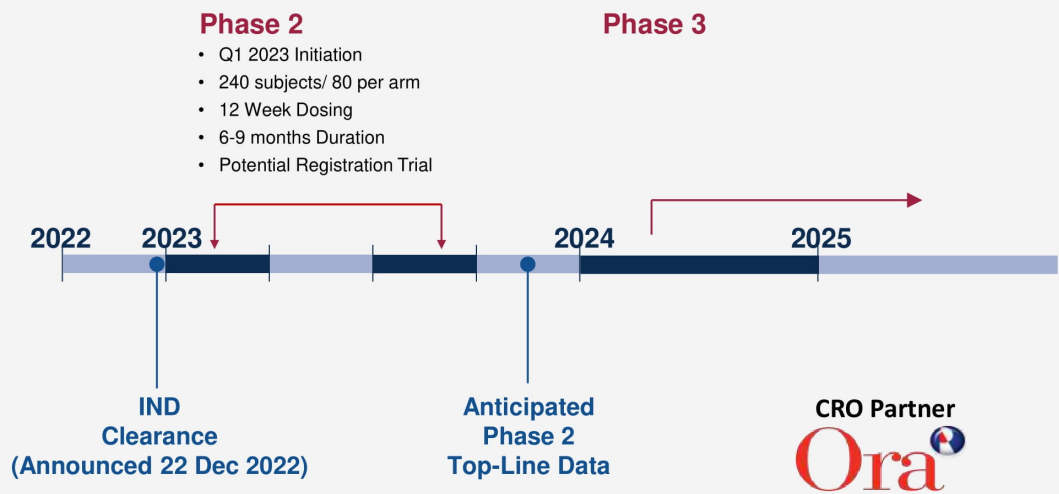 Phase 2
• Q1 2023 Initiation
• 240 subjects/ 80 per arm
• 12 Week Dosing
• 6-9 months Duration
• Potential Registration Trial
Phase 3
2022
2023
2024
2025
IND
Clearance
(Announced 22 Dec 2022)
Anticipated
Phase 2
Top-Line Data
CRO Partner
Ora